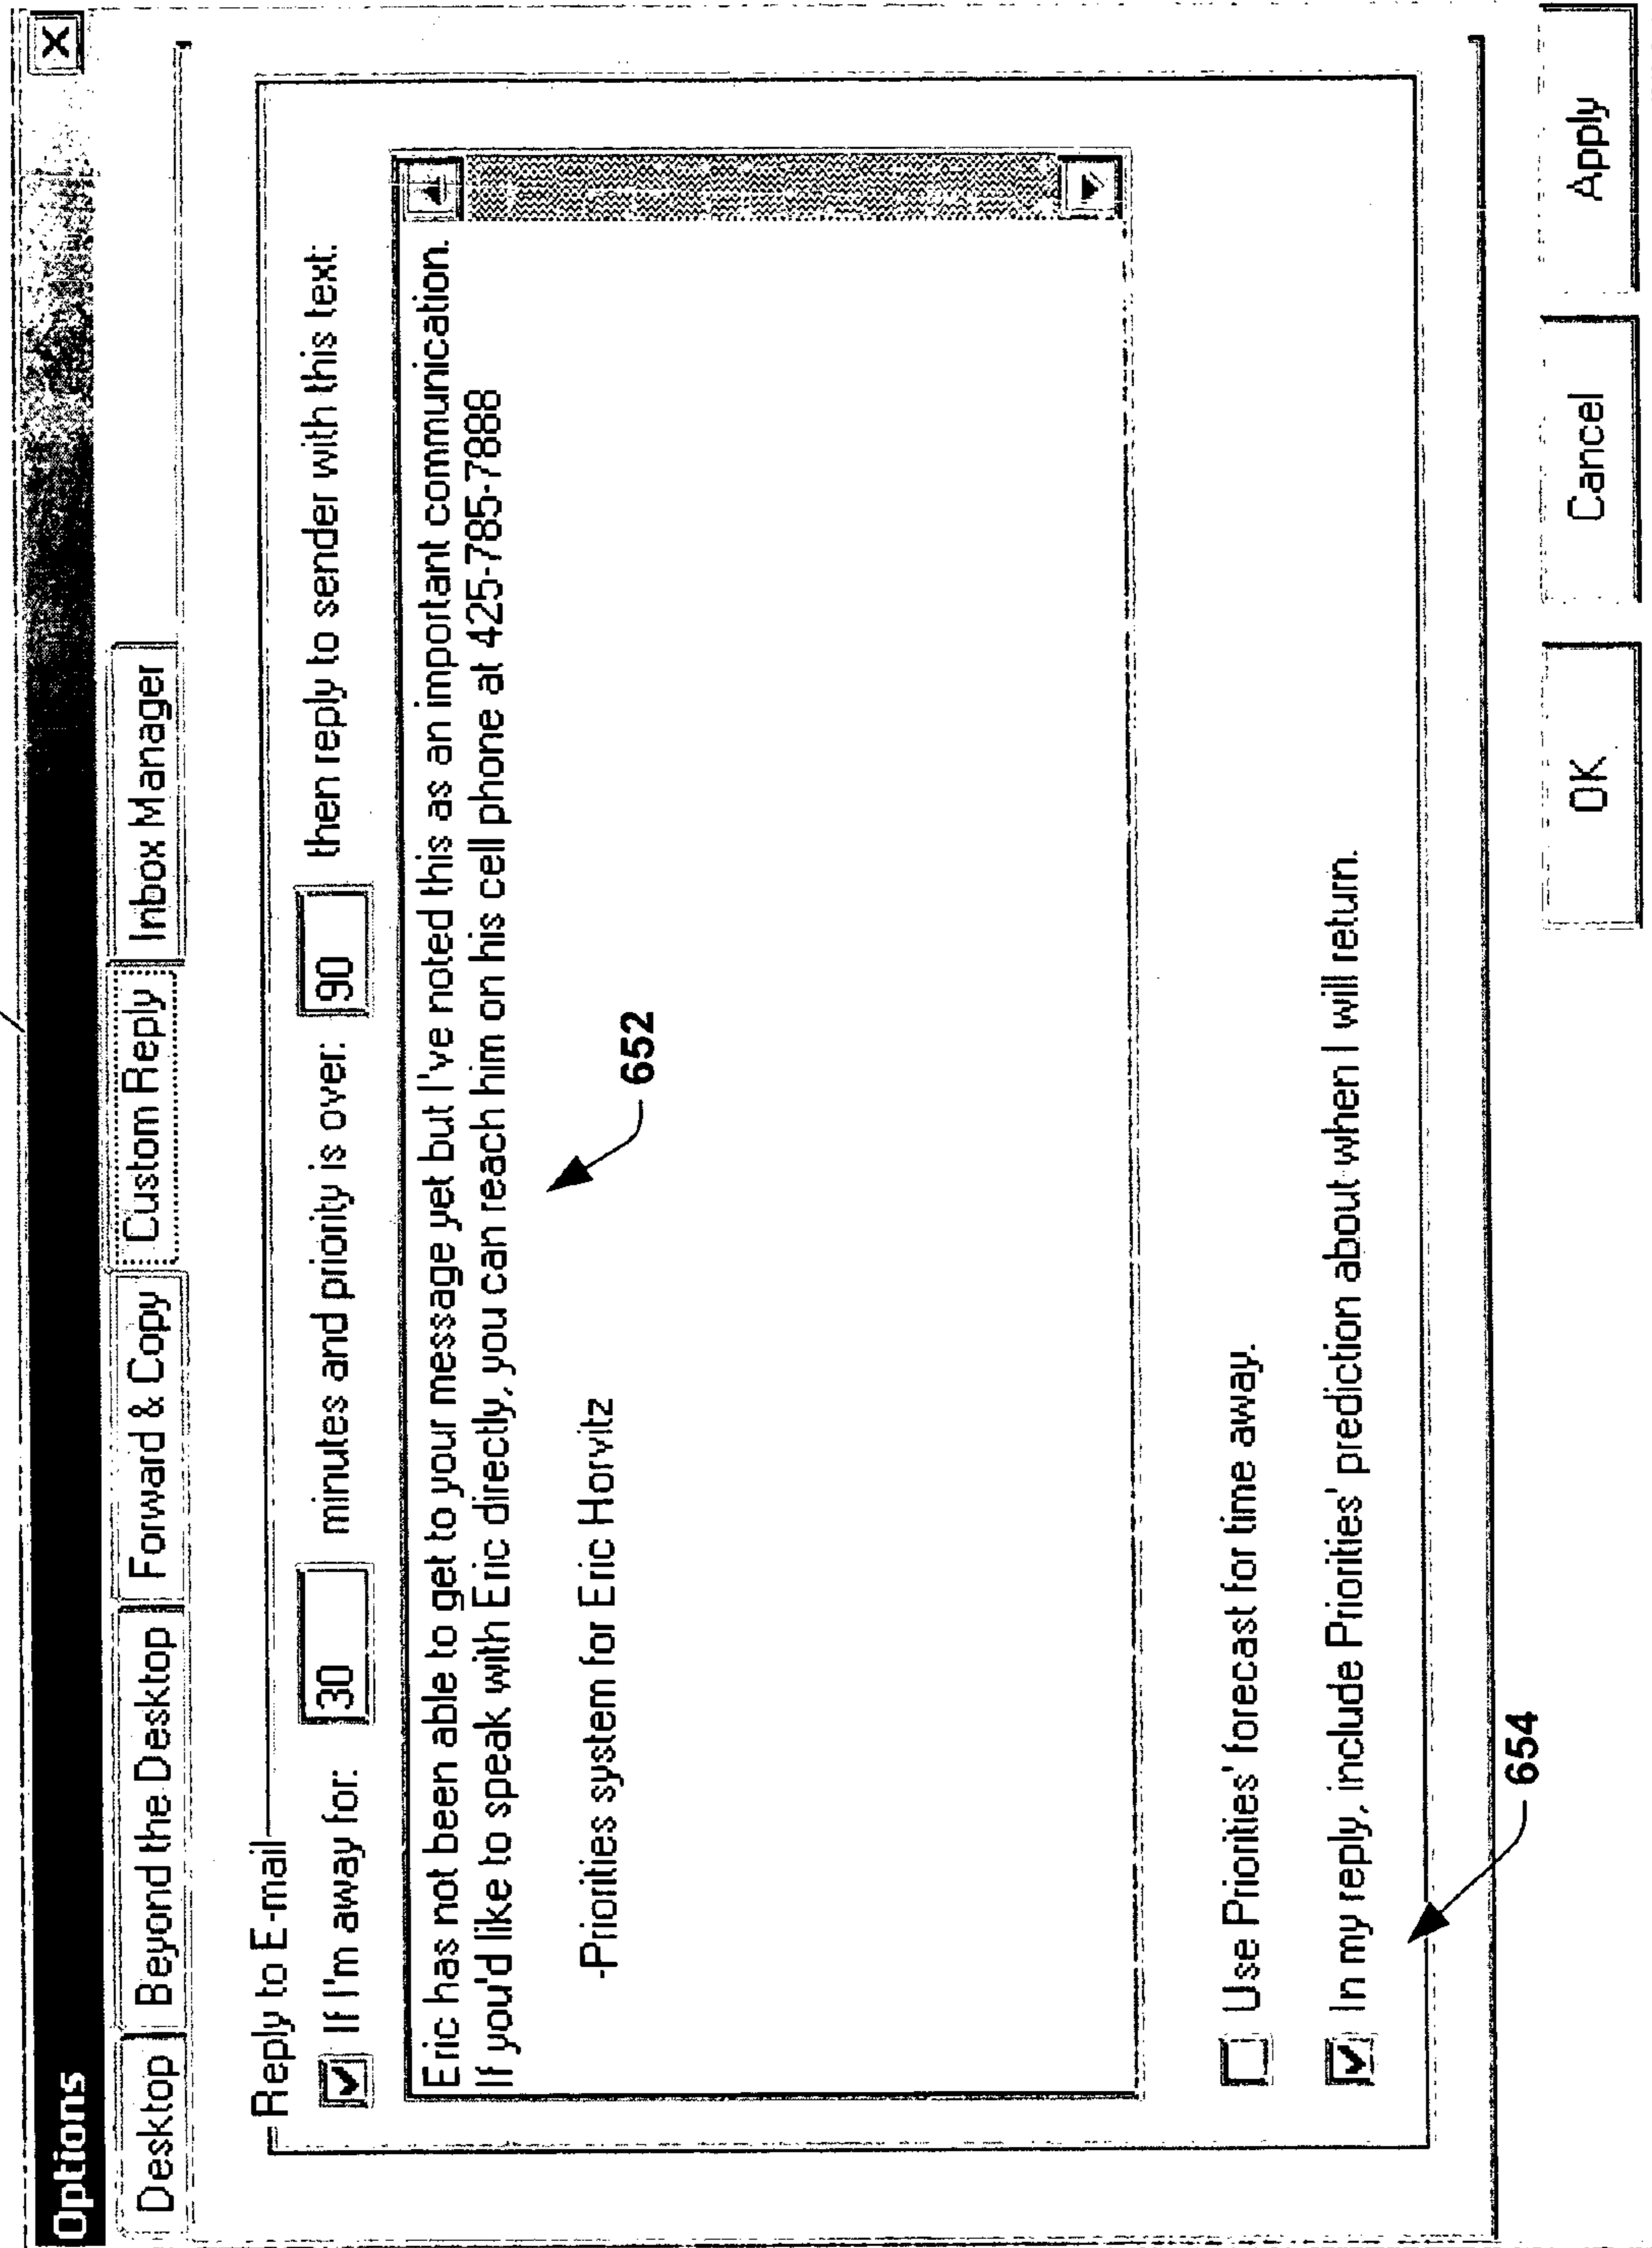 Options
Desktop Beyond the Desktop Forward & Copy Custom Reply Inbox Manager
Reply to E-mail
If I'm away for: 30 minutes and priority is over: 90 then reply to sender with this text:
Eric has not been able to get to your message yet but I've noted this as an important communication.
If you'd like to speak with Eric directly, you can reach him on his cell phone at 425-785-7888
-Priorities system for Eric Horvitz
652
Use Priorities' forecast for time away.
In my reply, include Priorities' prediction about when I will return.
654
OK Cancel Apply